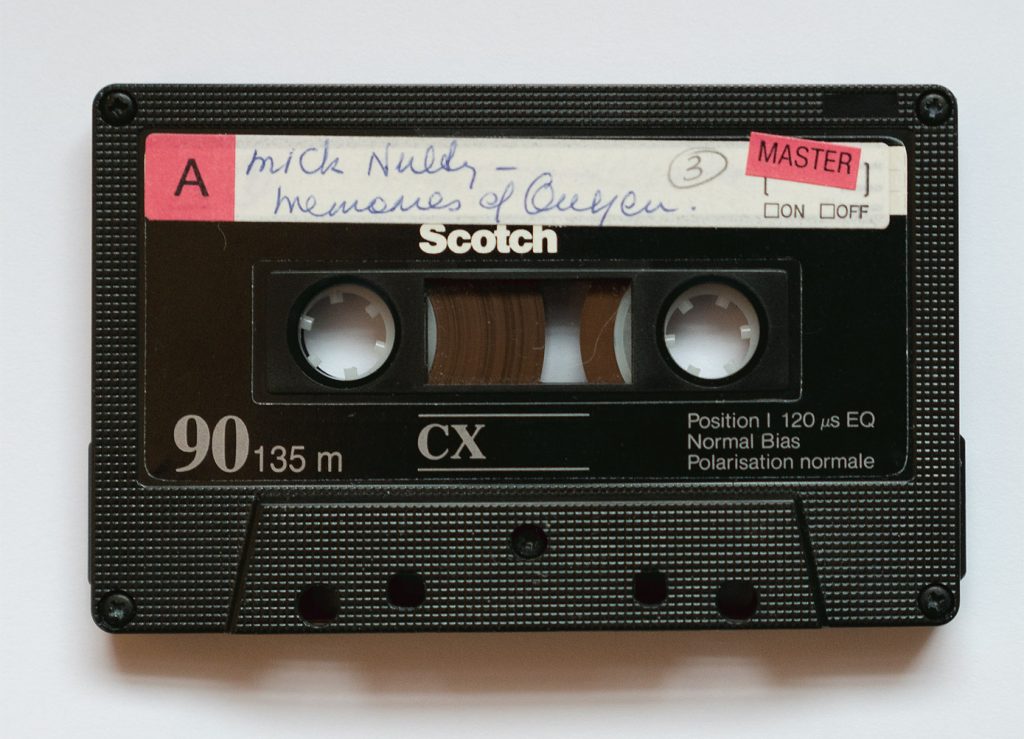 A
Mick Nulty –
memories of Ouyen.
3
MASTER
[ ]
☐ON ☐OFF
Scotch
90 135 m
CX
Position I 120 μs EQ
Normal Bias
Polarisation normale